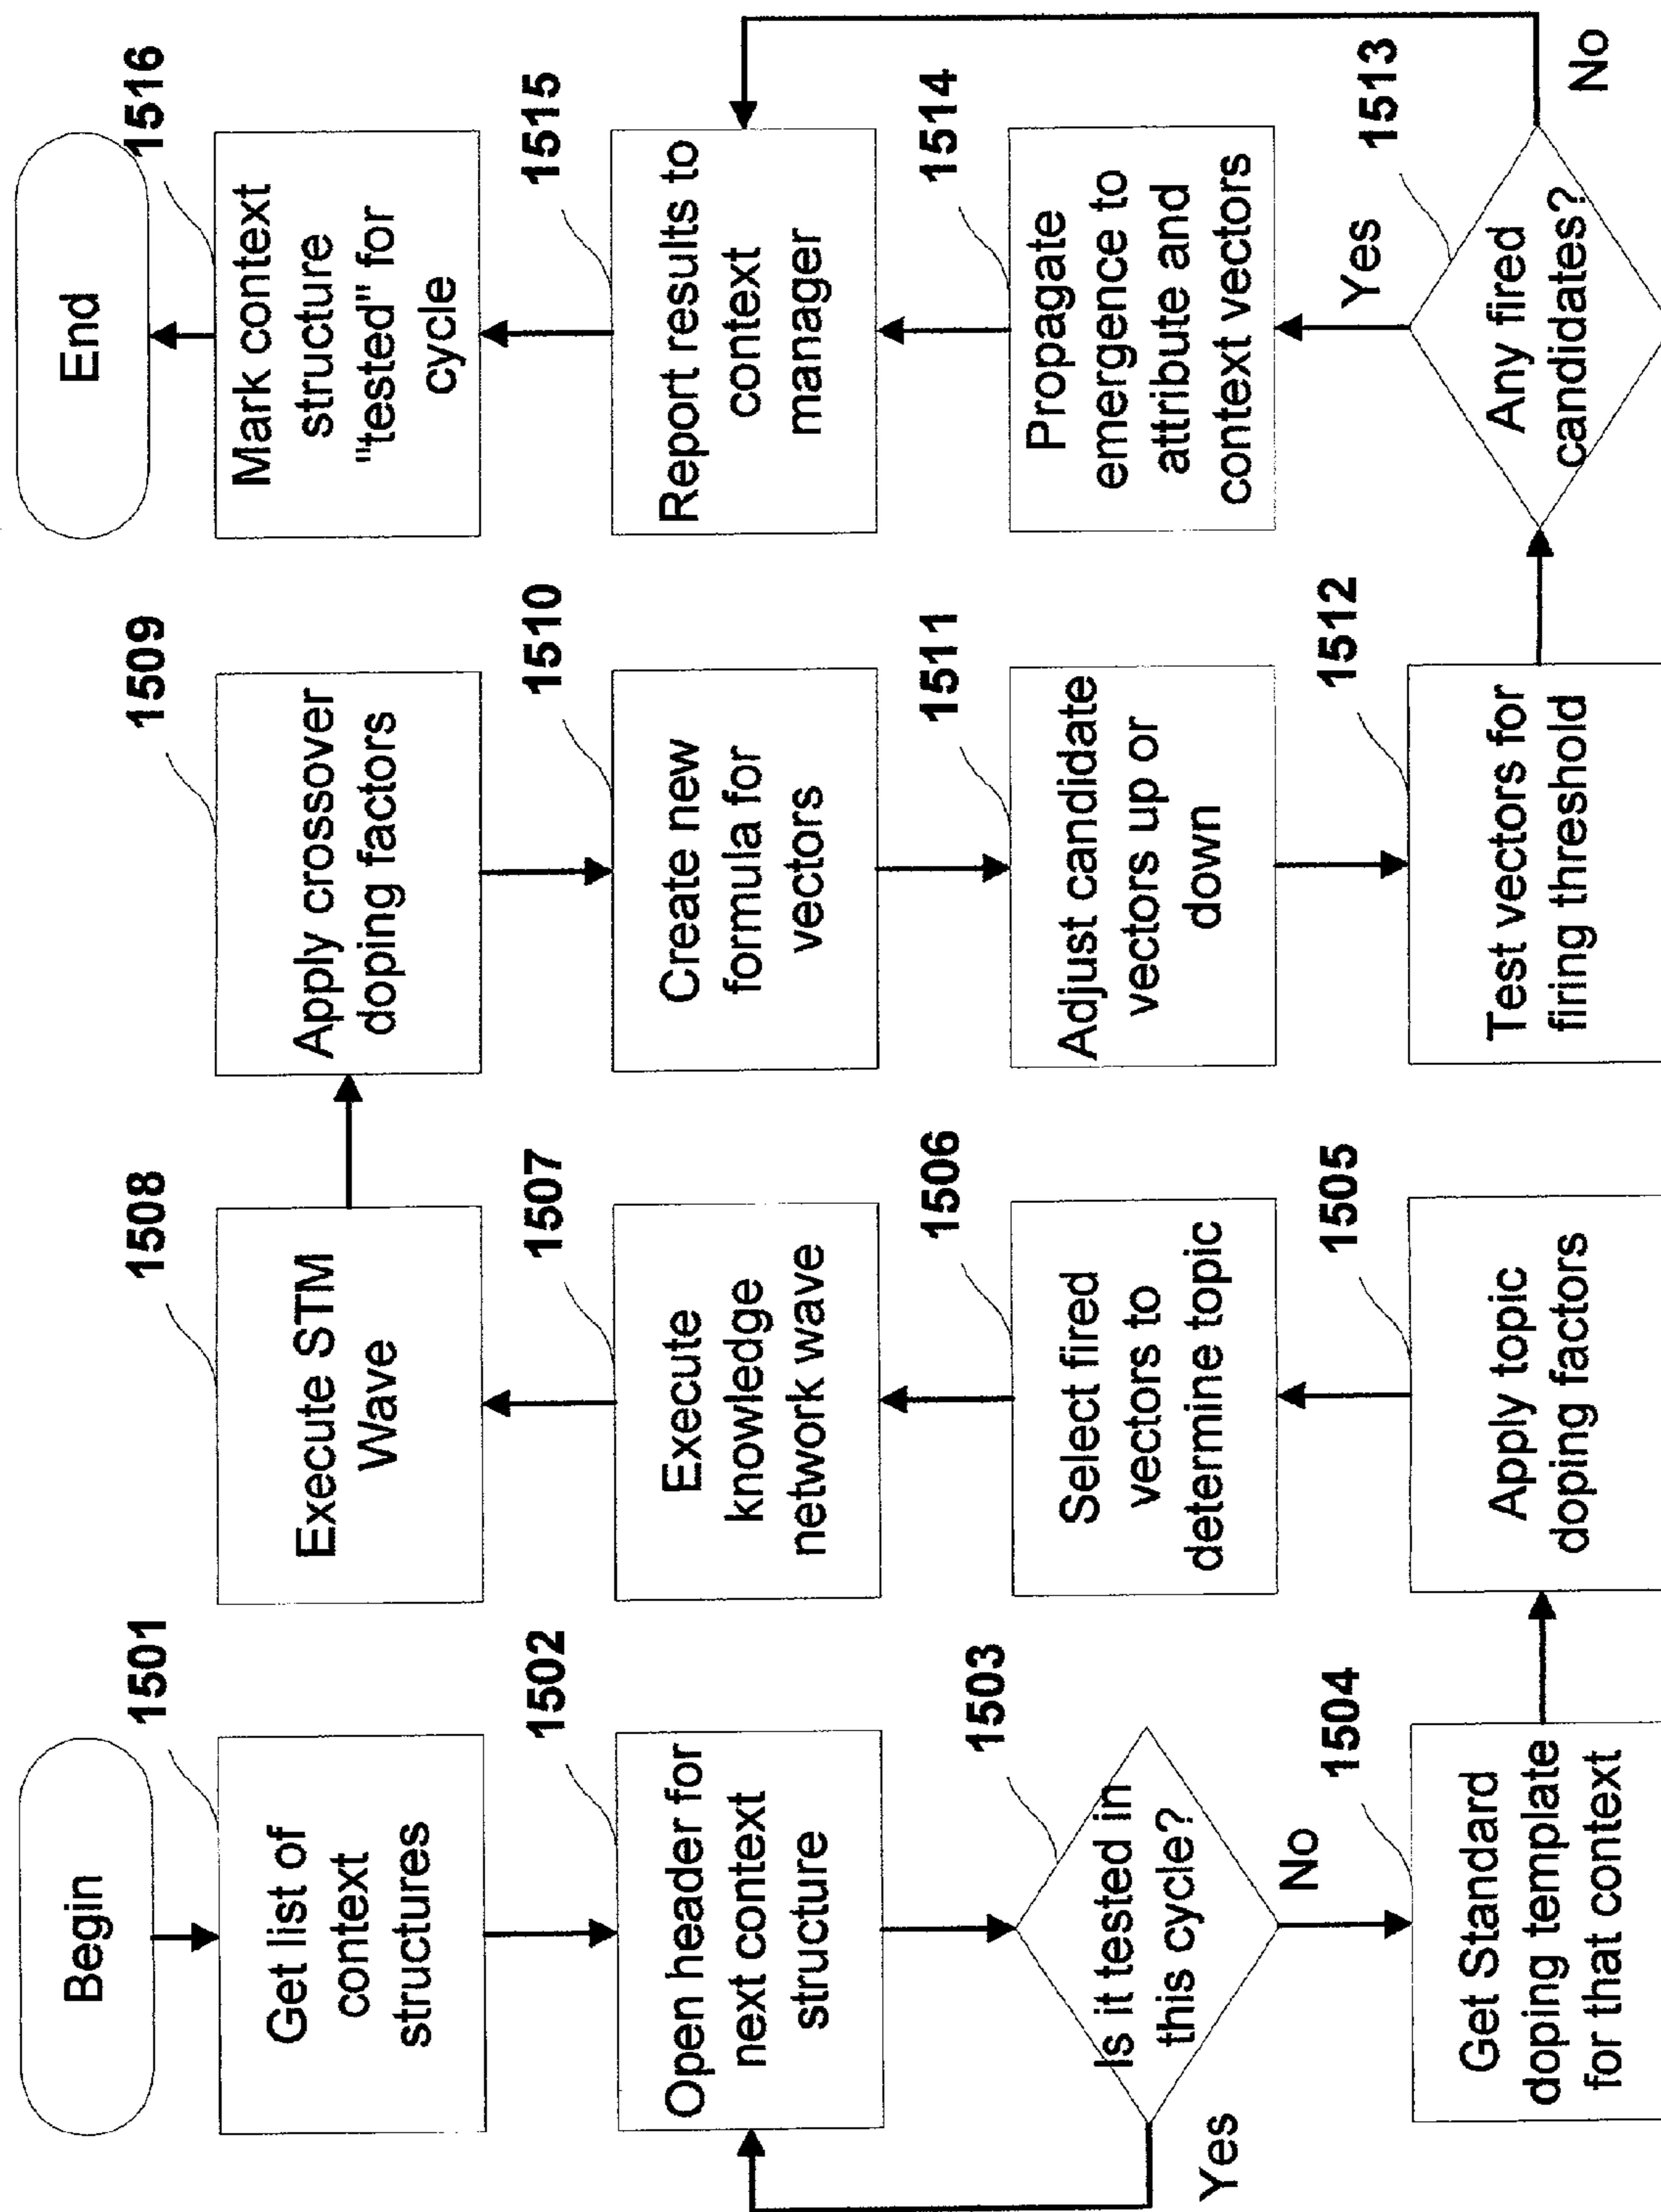 Begin
1501
Get list of
context
structures
1502
Open header for
next context
structure
1503
Is it tested in
this cycle?
Yes
No
1504
Get Standard
doping template
for that context
1505
Apply topic
doping factors
1506
Select fired
vectors to
determine topic
1507
Execute
knowledge
network wave
1508
Execute STM
Wave
1509
Apply crossover
doping factors
1510
Create new
formula for
vectors
1511
Adjust candidate
vectors up or
down
1512
Test vectors for
firing threshold
1513
Any fired
candidates?
Yes
No
1514
Propagate
emergence to
attribute and
context vectors
1515
Report results to
context
manager
1516
Mark context
structure
"'tested" for
cycle
End